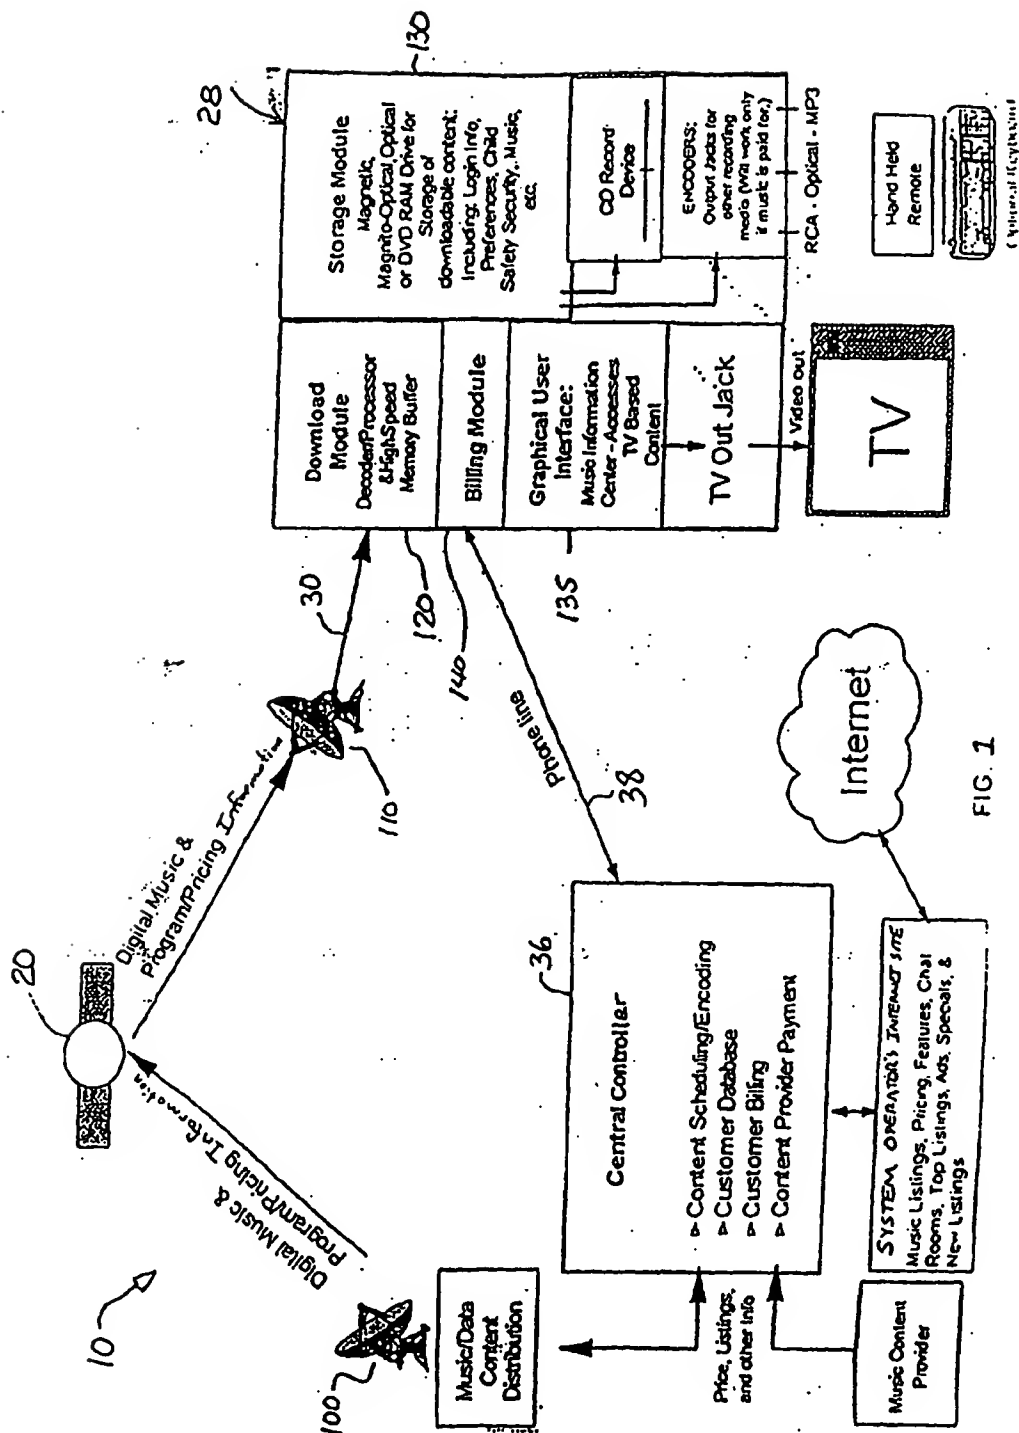 10
20
Digital Music &
Program/Pricing Information
Digital Music &
Program/Pricing Information
100
Music/Data
Content
Distribution
110
30
120
140
135
28
130
Download
Module
Decoder/Processor
&HighSpeed
Memory Buffer
Billing Module
Graphical User
Interface:
Music Information
Center-Accesses
TV Based
Content
TV Out Jack
Video out
TV
Storage Module
Magnetic,
Magnito-Optical, Optical
or DVD RAM Drive for
Storage of
downloadable content:
Including: Login Info,
Preferences, Child
Safety Security, Music,
etc.
CD Record
Device
ENCODERS:
Output Jacks for
other recording
media (Will work only
if music is paid for.)
RCA - Optical - MP3
Hand Held
Remote
Optional Keyboard
Phone line
38
36
Central Controller
▹ Content Scheduling/Encoding
▹ Customer Database
▹ Customer Billing
▹ Content Provider Payment
Price, Listings,
and other Info
Music Content
Provider
SYSTEM OPERATOR'S INTERNET SITE
Music Listings, Pricing, Features, Chat
Rooms, Top Listings, Ads, Specials, &
New Listings
Internet
FIG. 1